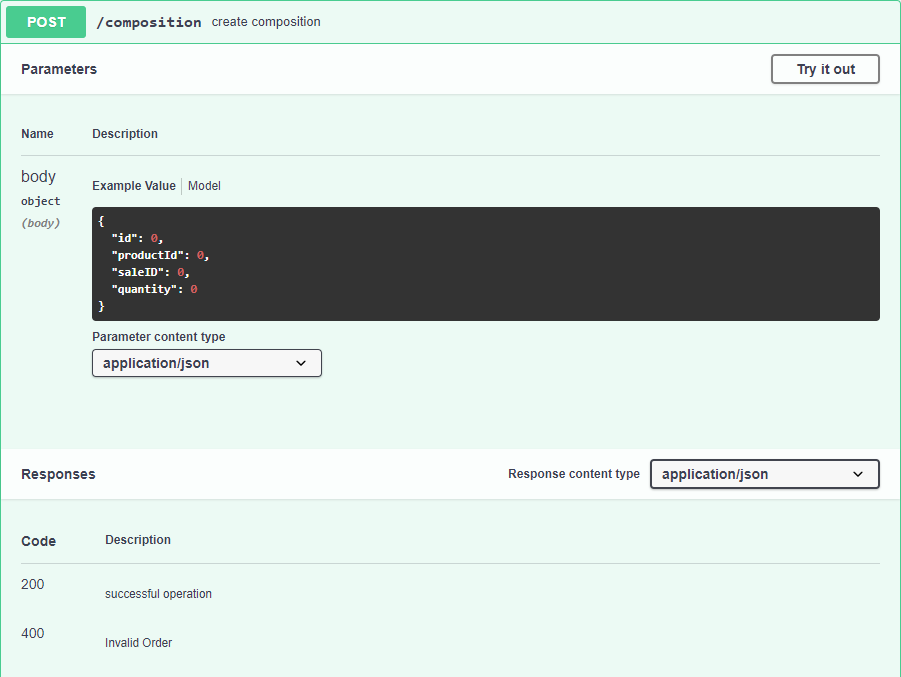 POST /composition create composition
Parameters Try it out
Name Description
body
object
(body)
Example Value Model
{
"id": 0,
"productId": 0,
"saleID": 0,
"quantity": 0
}
Parameter content type
application/json
Responses Response content type application/json
Code Description
200 successful operation
400 Invalid Order